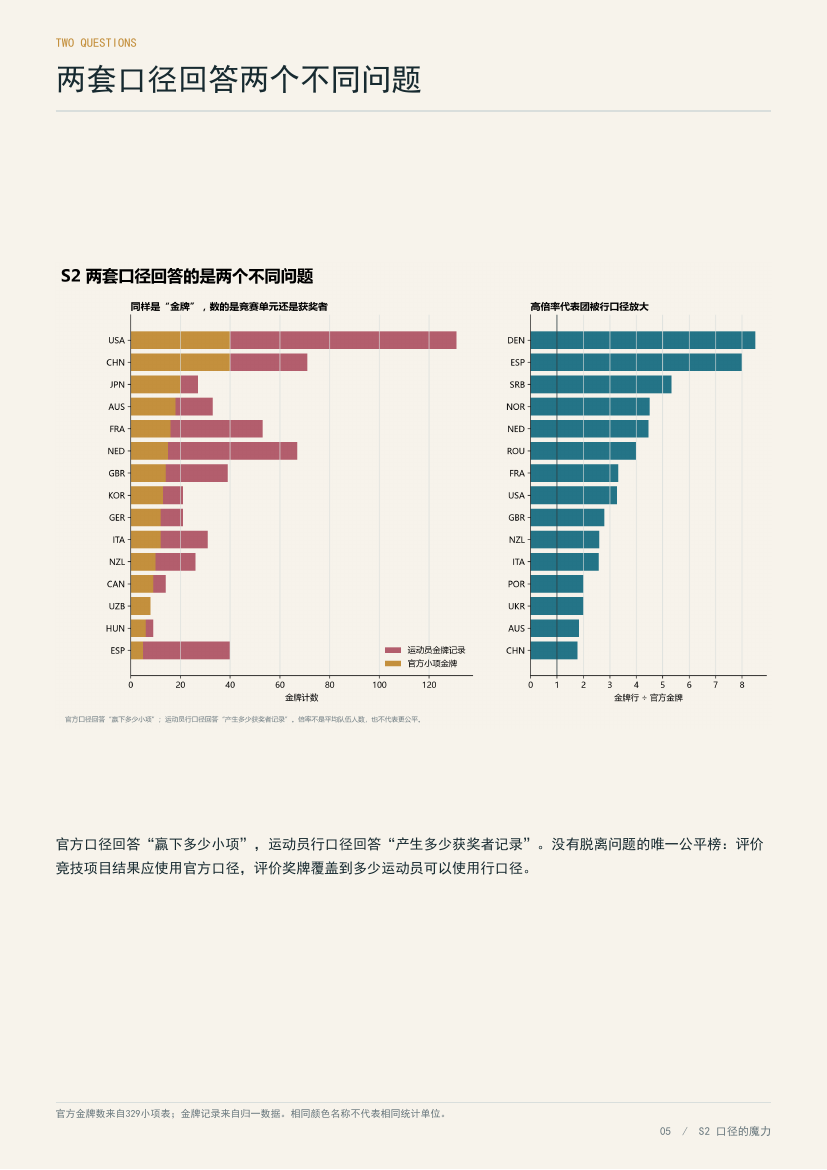 TWO QUESTIONS
两套口径回答两个不同问题
S2 两套口径回答的是两个不同问题
同样是“金牌”，数的是竞赛单元还是获奖者
高倍率代表团被行口径放大
USA
CHN
JPN
AUS
FRA
NED
GBR
KOR
GER
ITA
NZL
CAN
UZB
HUN
ESP
运动员金牌记录
官方小项金牌
0 20 40 60 80 100 120
金牌计数
DEN
ESP
SRB
NOR
NED
ROU
FRA
USA
GBR
NZL
ITA
POR
UKR
AUS
CHN
0 1 2 3 4 5 6 7 8
金牌行 ÷ 官方金牌
官方口径回答“赢下多少小项”；运动员行口径回答“产生多少获奖者记录”。倍率不是平均队伍人数，也不代表更公平。
官方口径回答“赢下多少小项”，运动员行口径回答“产生多少获奖者记录”。没有脱离问题的唯一公平榜：评价
竞技项目结果应使用官方口径，评价奖牌覆盖到多少运动员可以使用行口径。
官方金牌数来自329小项表；金牌记录来自归一数据。相同颜色名称不代表相同统计单位。
05 / S2 口径的魔力